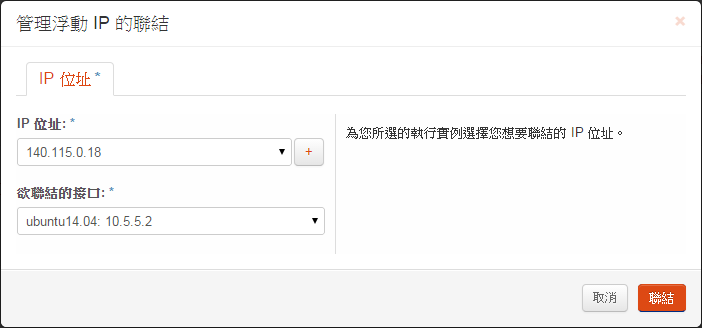 管理浮動 IP 的聯結
×
IP 位址 *
IP 位址: *
140.115.0.18
+
為您所選的執行實例選擇您想要聯結的 IP 位址。
欲聯結的接口: *
ubuntu14.04: 10.5.5.2
取消
聯結